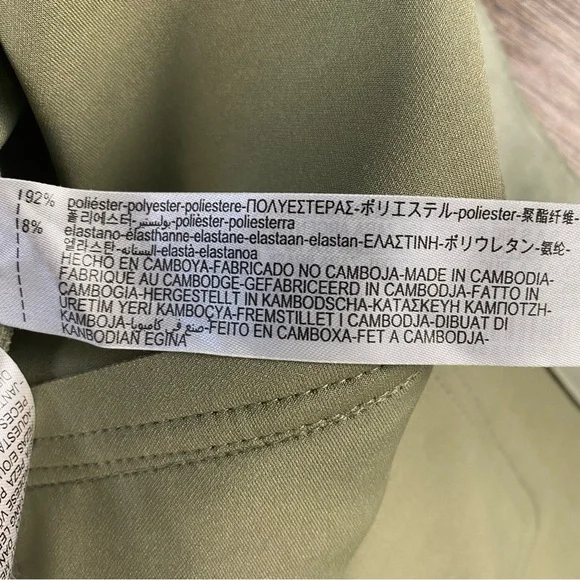 92% poliéster-polyester-poliestere-ΠΟΛΥΕΣΤΕΡΑΣ-ポリエステル-poliester-聚酯纤维-
폴리에스터-بوليستير-polièster-poliesterra
8% elastano-élasthanne-elastane-elastaan-elastan-ΕΛΑΣΤΙΝΗ-ポリウレタン-氨纶-
엘라스탄-اليستانه-elastà-elastanoa
HECHO EN CAMBOYA-FABRICADO NO CAMBOJA-MADE IN CAMBODIA-
FABRIQUE AU CAMBODGE-GEFABRICEERD IN CAMBODJA-FATTO IN
CAMBOGIA-HERGESTELLT IN KAMBODSCHA-ΚΑΤΑΣΚΕΥΗ ΚΑΜΠΟΤΖΗ-
URETIM YERI KAMBOÇYA-FREMSTILLET I CAMBODJA-DIBUAT DI
KAMBOJA-صنع في كامبوديا-FEITO EN CAMBOXA-FET A CAMBODJA-
KANBODIAN EGINA